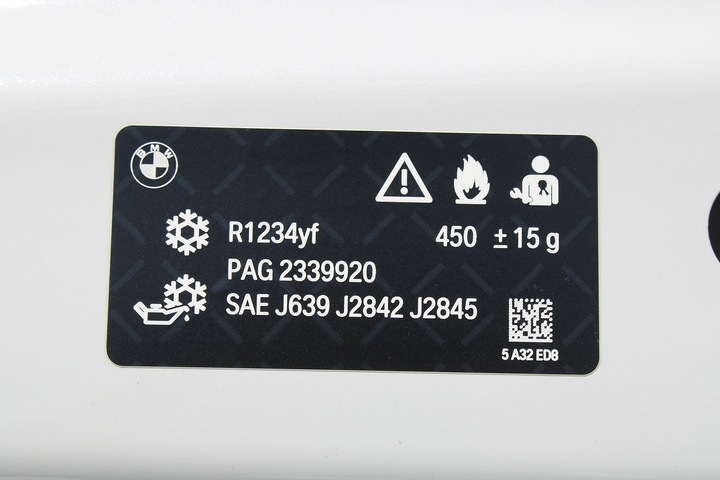 BMW
R1234yf 450 ± 15 g
PAG 2339920
SAE J639 J2842 J2845
5 A32 ED8